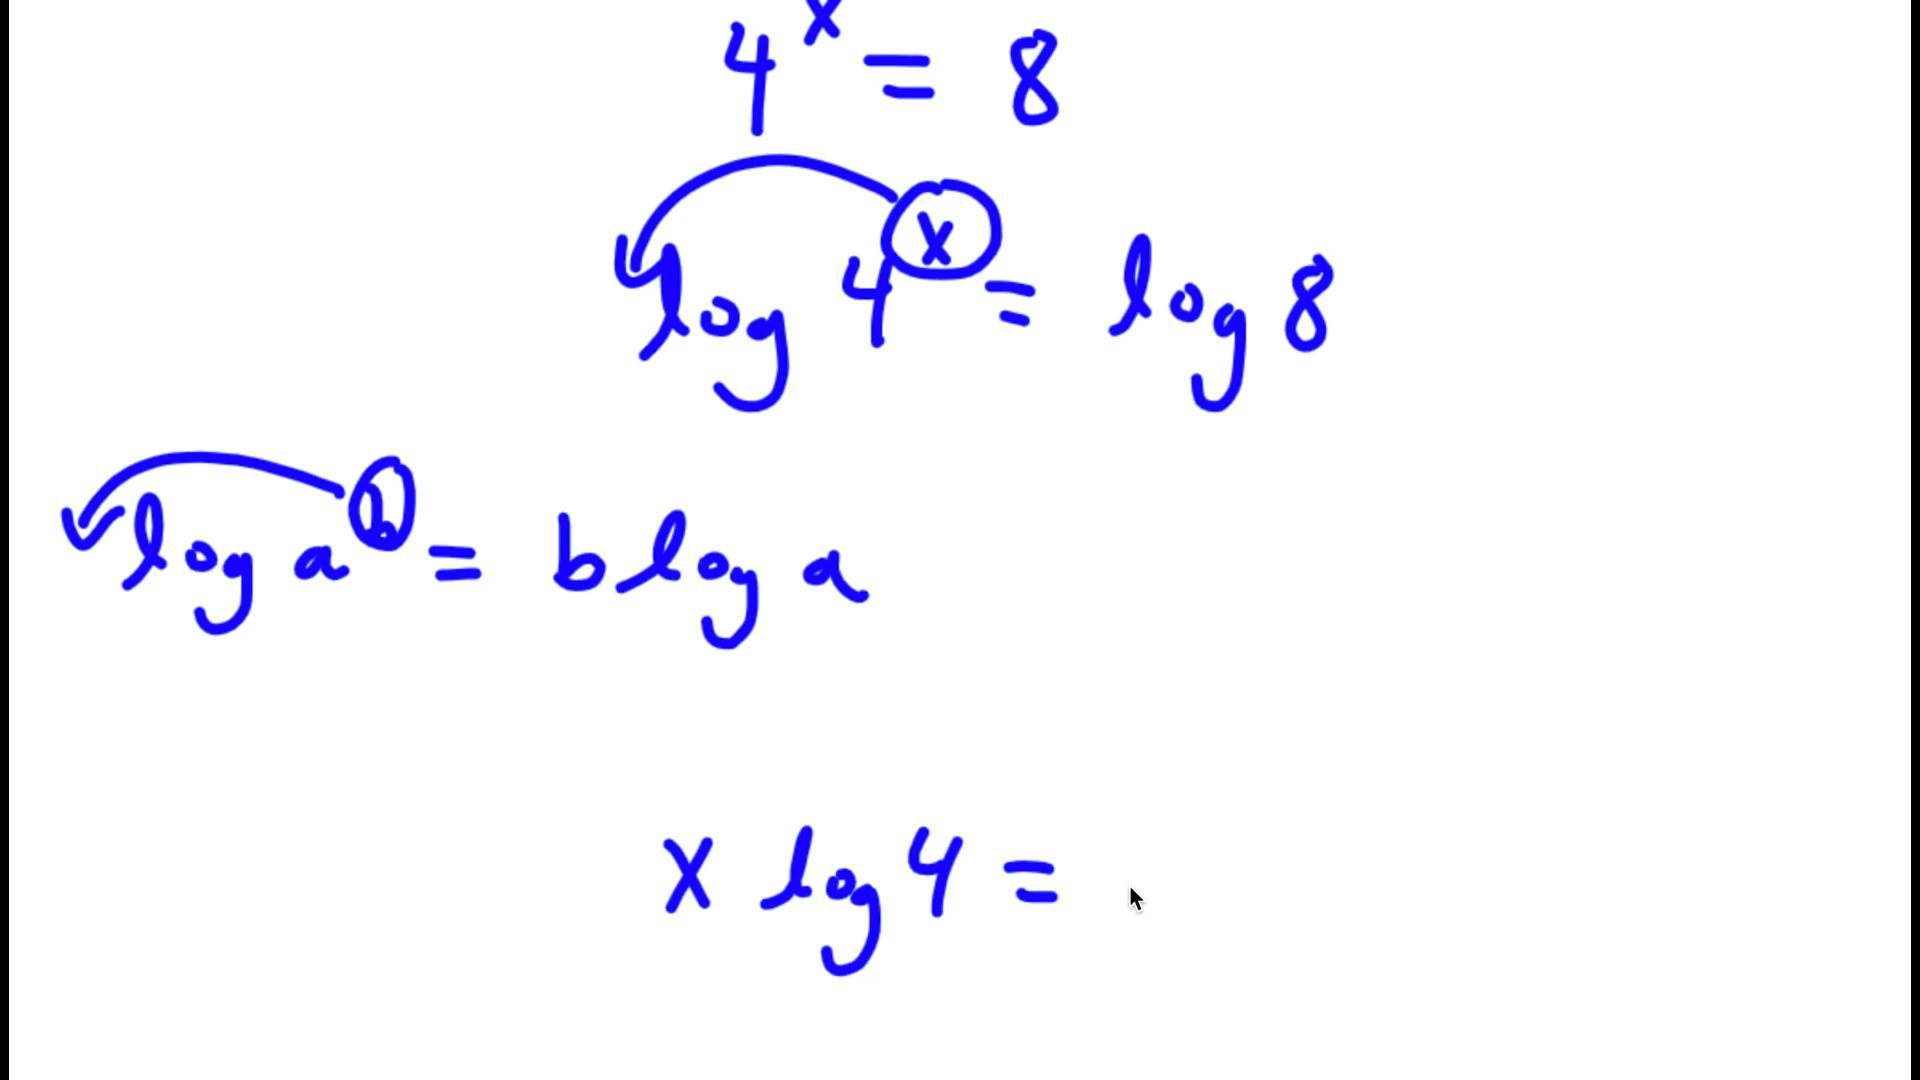 4^x = 8
log 4^x = log 8
log a^b = b log a
x log 4 =